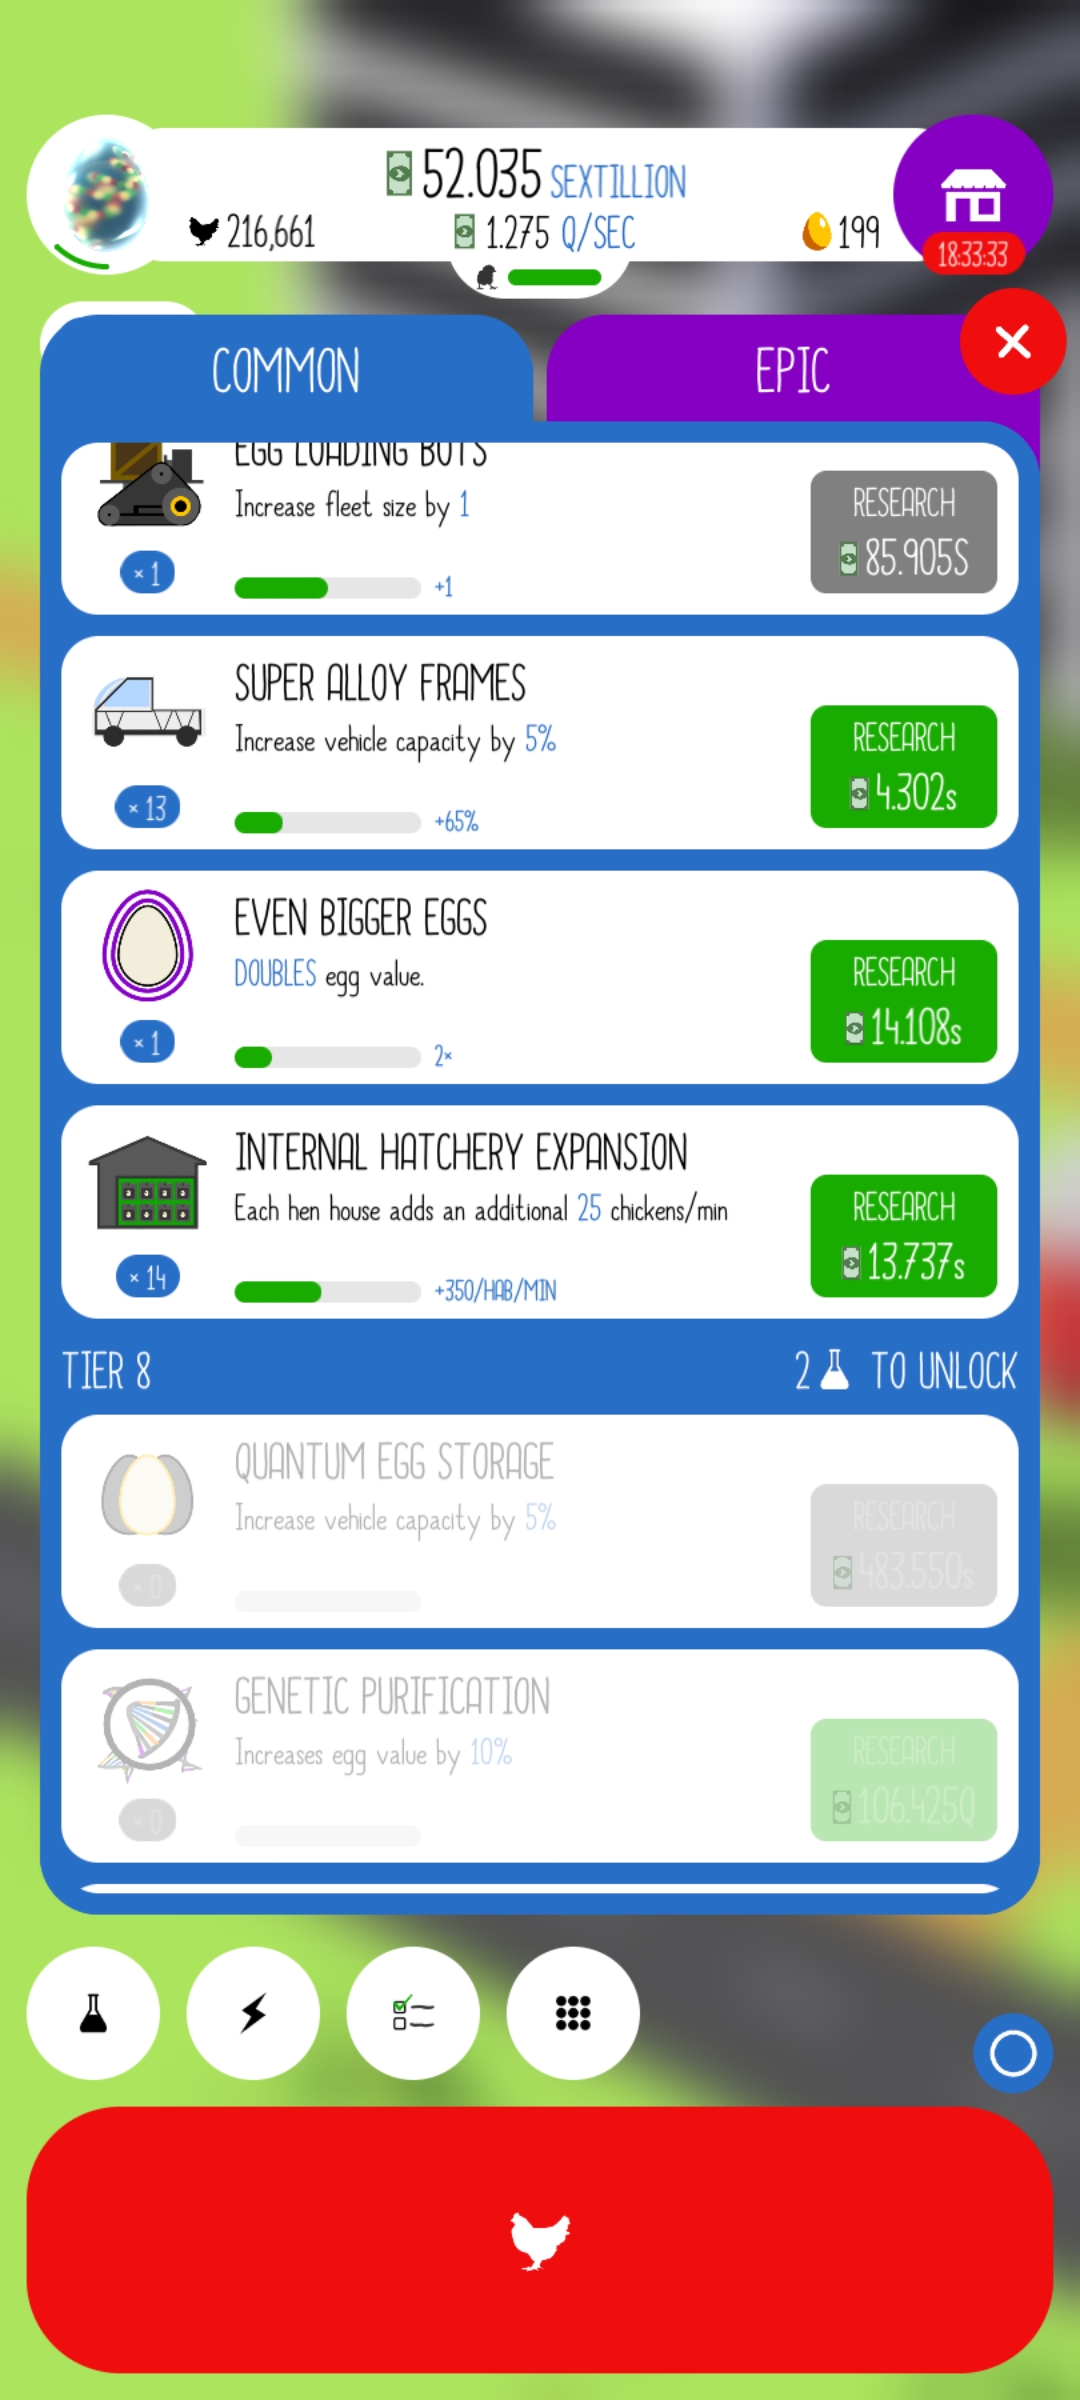 52.035 SEXTILLION
216,661
1.275 Q/SEC
199
18:33:33
COMMON
EPIC
EGG LOADING BOTS
Increase fleet size by 1
RESEARCH
85.905S
× 1
+1
SUPER ALLOY FRAMES
Increase vehicle capacity by 5%
RESEARCH
4.302s
× 13
+65%
EVEN BIGGER EGGS
DOUBLES egg value.
RESEARCH
14.108s
× 1
2×
INTERNAL HATCHERY EXPANSION
Each hen house adds an additional 25 chickens/min
RESEARCH
13.737s
× 14
+350/HAB/MIN
TIER 8
2 TO UNLOCK
QUANTUM EGG STORAGE
Increase vehicle capacity by 5%
RESEARCH
483.550s
× 0
GENETIC PURIFICATION
Increases egg value by 10%
RESEARCH
106.425Q
× 0